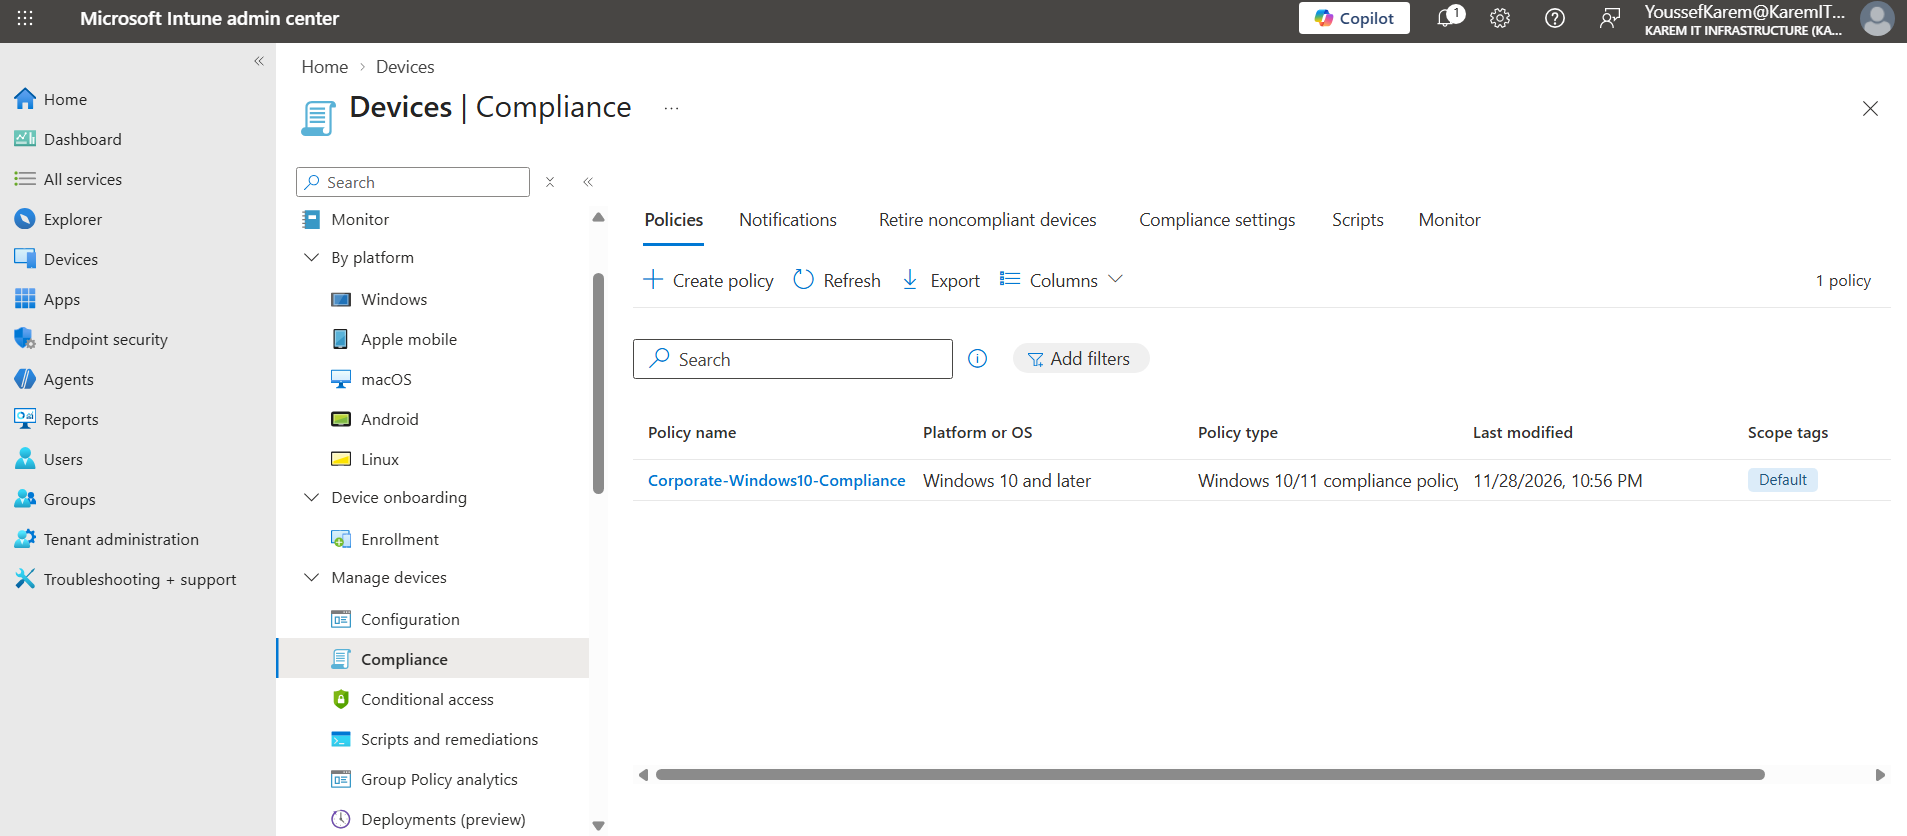 Microsoft Intune admin center
Copilot
1
YoussefKarem@KaremIT...
KAREM IT INFRASTRUCTURE (KA...
Home
Dashboard
All services
Explorer
Devices
Apps
Endpoint security
Agents
Reports
Users
Groups
Tenant administration
Troubleshooting + support
Home > Devices
Devices | Compliance ...
Search
Monitor
By platform
Windows
Apple mobile
macOS
Android
Linux
Device onboarding
Enrollment
Manage devices
Configuration
Compliance
Conditional access
Scripts and remediations
Group Policy analytics
Deployments (preview)
Policies Notifications Retire noncompliant devices Compliance settings Scripts Monitor
Create policy Refresh Export Columns 1 policy
Search Add filters
Policy name Platform or OS Policy type Last modified Scope tags
Corporate-Windows10-Compliance Windows 10 and later Windows 10/11 compliance policy 11/28/2026, 10:56 PM Default